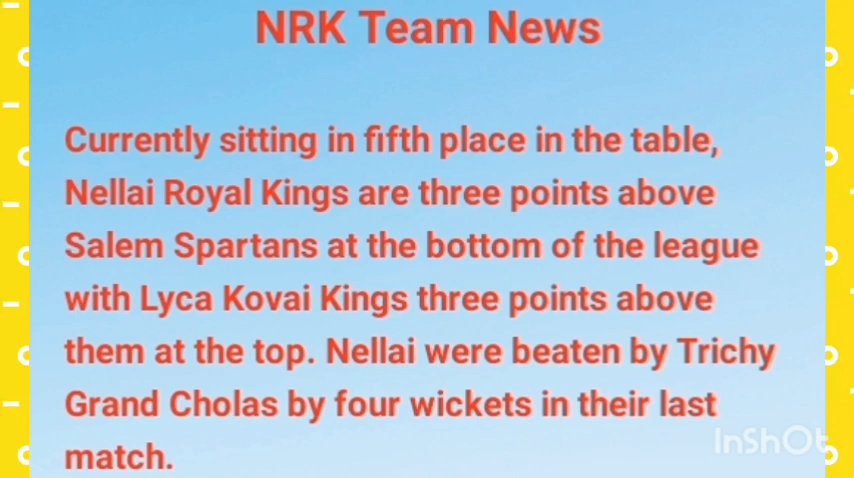 NRK Team News
Currently sitting in fifth place in the table,
Nellai Royal Kings are three points above
Salem Spartans at the bottom of the league
with Lyca Kovai Kings three points above
them at the top. Nellai were beaten by Trichy
Grand Cholas by four wickets in their last
match.
InShOt